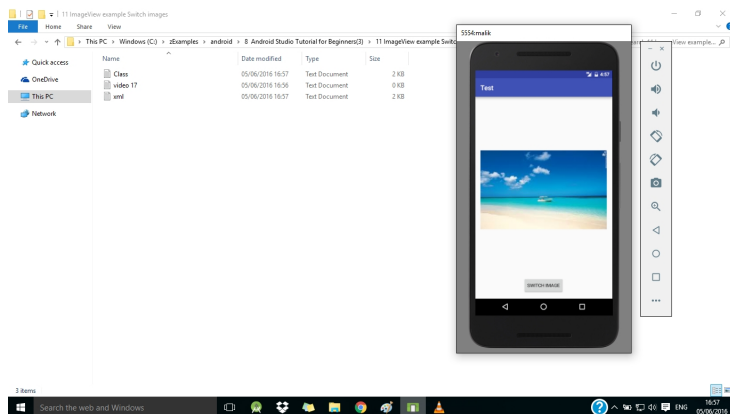 11 ImageView example Switch images
File Home Share View
This PC > Windows (C:) > zExamples > android > 8 Android Studio Tutorial for Beginners(3) > 11 ImageView example Switc
View example...
Quick access
OneDrive
This PC
Network
Name Date modified Type Size
Class 05/06/2016 16:57 Text Document 2 KB
video 17 05/06/2016 16:56 Text Document 0 KB
xml 05/06/2016 16:57 Text Document 2 KB
5554:malik
4:57
Test
SWITCH IMAGE
3 items
Search the web and Windows
ENG
16:57
05/06/2016